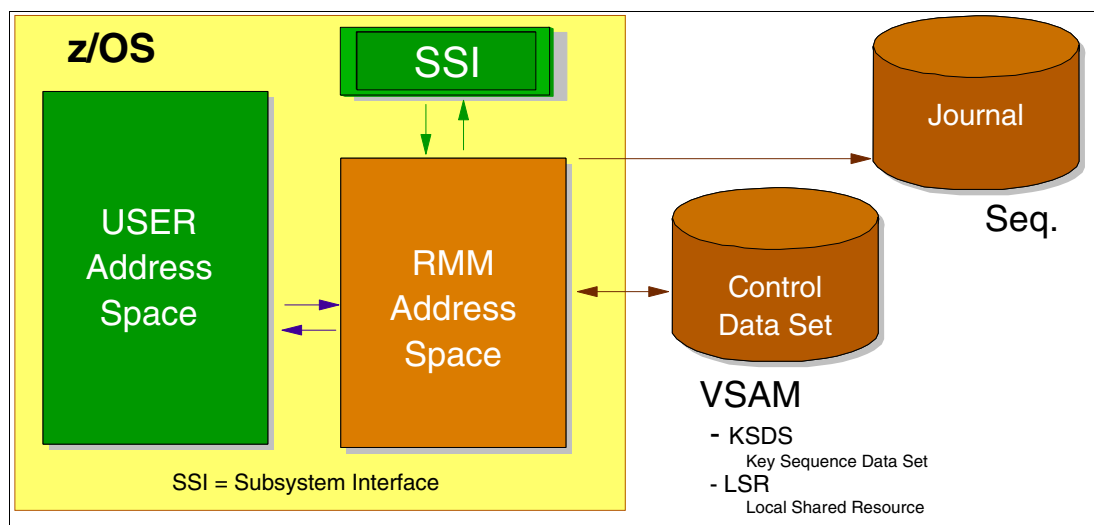 z/OS
SSI
USER
Address
Space
RMM
Address
Space
SSI = Subsystem Interface
Journal
Seq.
Control
Data Set
VSAM
- KSDS
Key Sequence Data Set
- LSR
Local Shared Resource